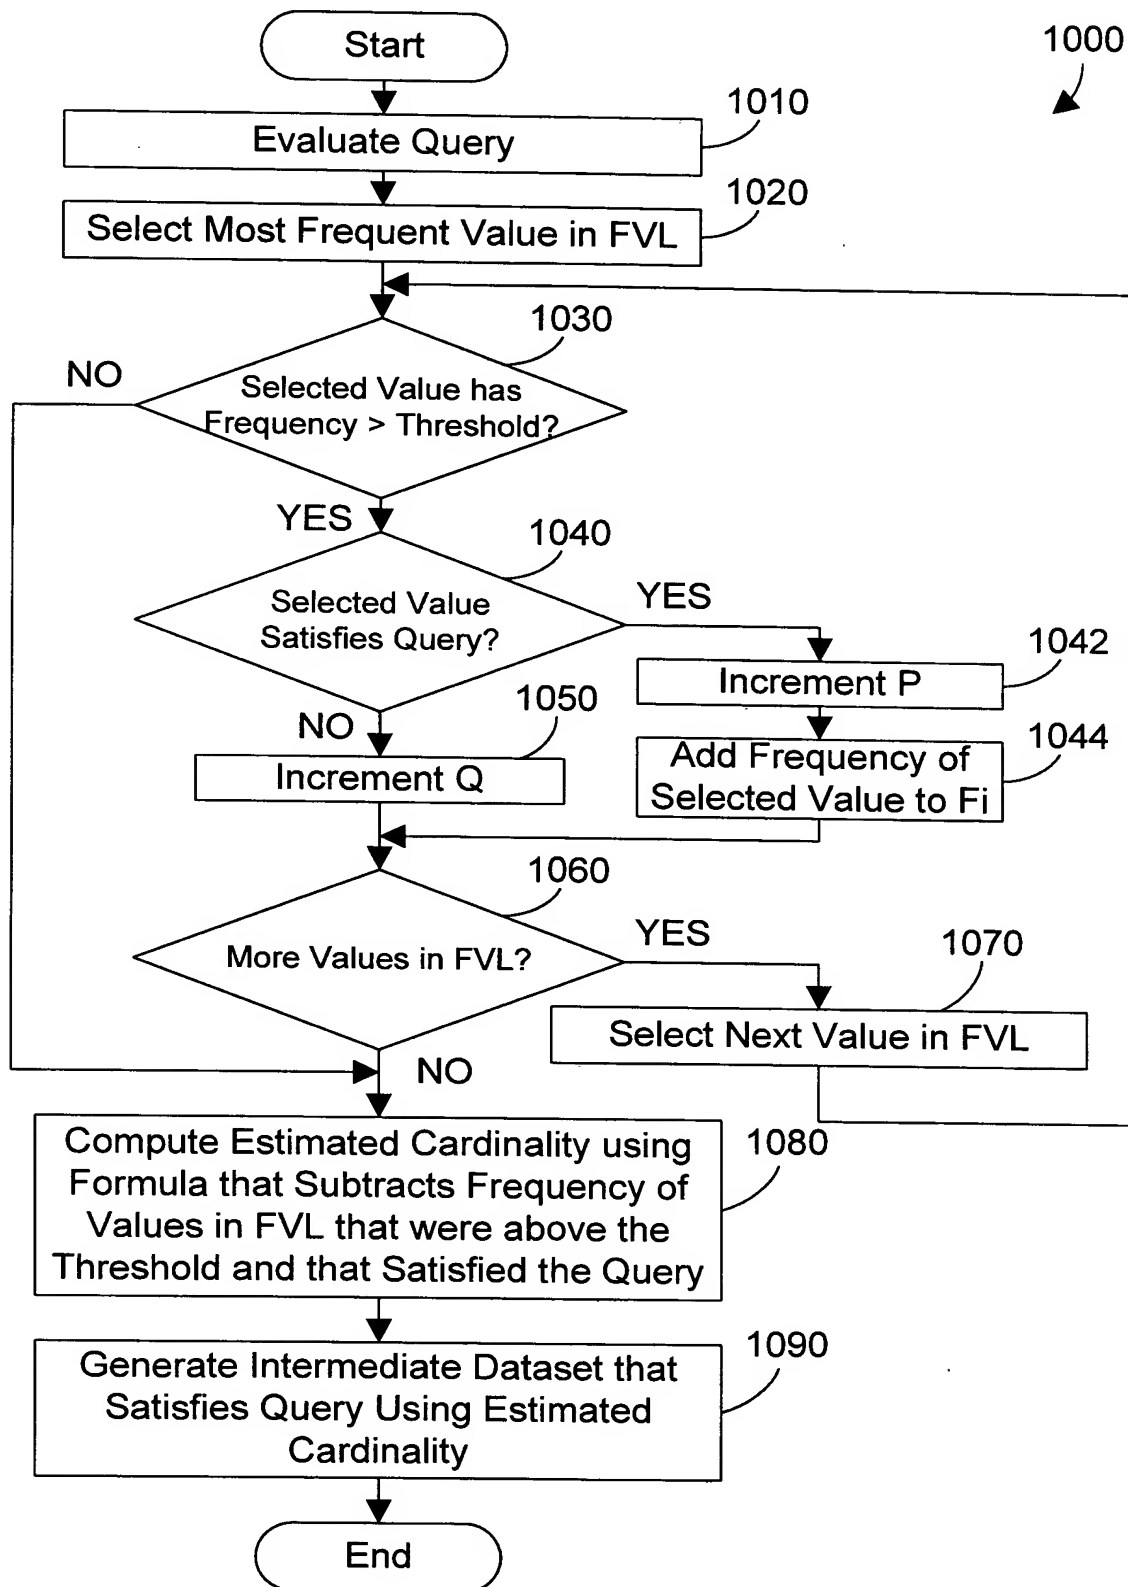 Start
1000
1010
Evaluate Query
1020
Select Most Frequent Value in FVL
1030
NO
Selected Value has
Frequency > Threshold?
YES
1040
Selected Value
Satisfies Query?
YES
1042
Increment P
NO
1050
Increment Q
1044
Add Frequency of
Selected Value to Fi
1060
More Values in FVL?
YES
1070
Select Next Value in FVL
NO
1080
Compute Estimated Cardinality using
Formula that Subtracts Frequency of
Values in FVL that were above the
Threshold and that Satisfied the Query
1090
Generate Intermediate Dataset that
Satisfies Query Using Estimated
Cardinality
End